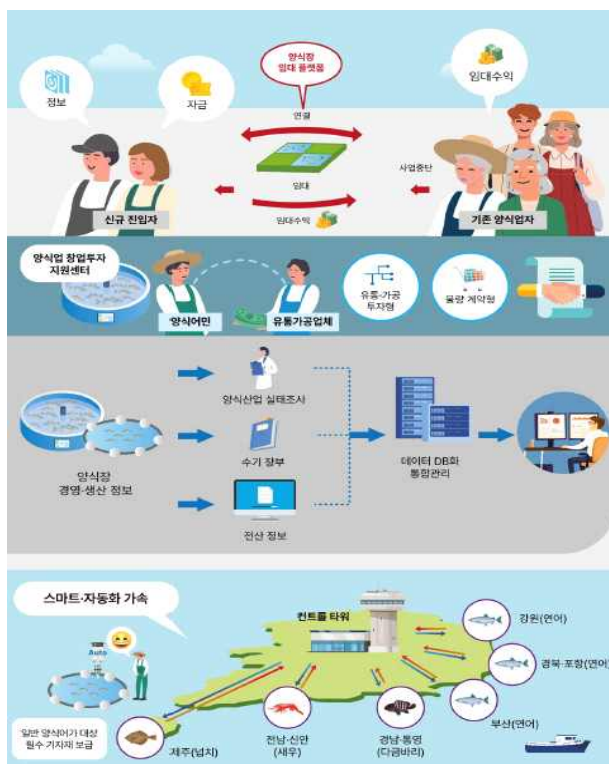 정보
자금
양식장
임대 플랫폼
임대수익
연결
임대
임대수익
사업중단
신규 진입자
기존 양식업자
양식업 창업투자
지원센터
양식어민
유통가공업체
유통·가공
투자형
물량 계약형
양식장
경영·생산 정보
양식산업 실태조사
수기 장부
전산 정보
데이터 DB화
통합관리
스마트·자동화 가속
Auto
일반 양식어가 대상
필수 기자재 보급
컨트롤 타워
강원(연어)
경북·포항(연어)
부산(연어)
경남·통영
(다금바리)
전남·신안
(새우)
제주(넙치)